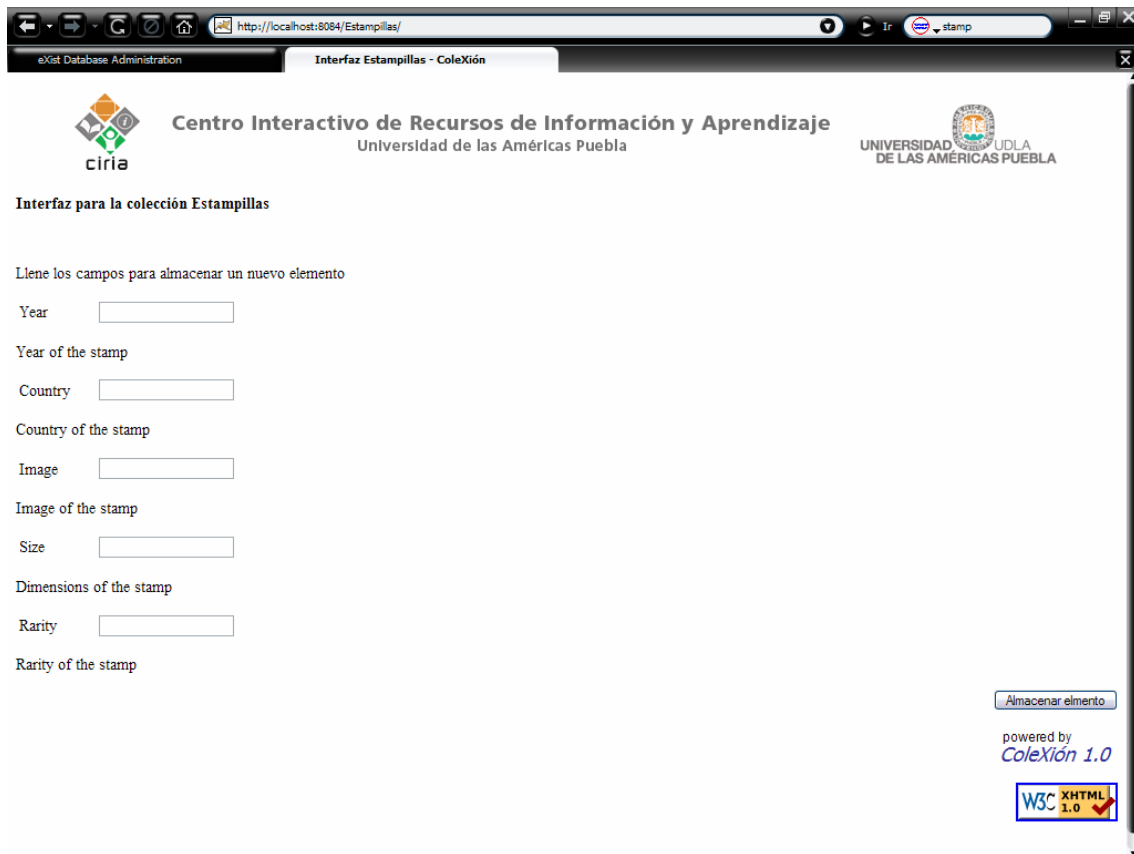 http://localhost:8084/Estampillas/
Ir
stamp
eXist Database Administration
Interfaz Estampillas - ColeXión
ciria
Centro Interactivo de Recursos de Información y Aprendizaje
Universidad de las Américas Puebla
UNIVERSIDAD UDLA
DE LAS AMÉRICAS PUEBLA
Interfaz para la colección Estampillas
Llene los campos para almacenar un nuevo elemento
Year
Year of the stamp
Country
Country of the stamp
Image
Image of the stamp
Size
Dimensions of the stamp
Rarity
Rarity of the stamp
Almacenar elmento
powered by
ColeXión 1.0
W3C XHTML
1.0